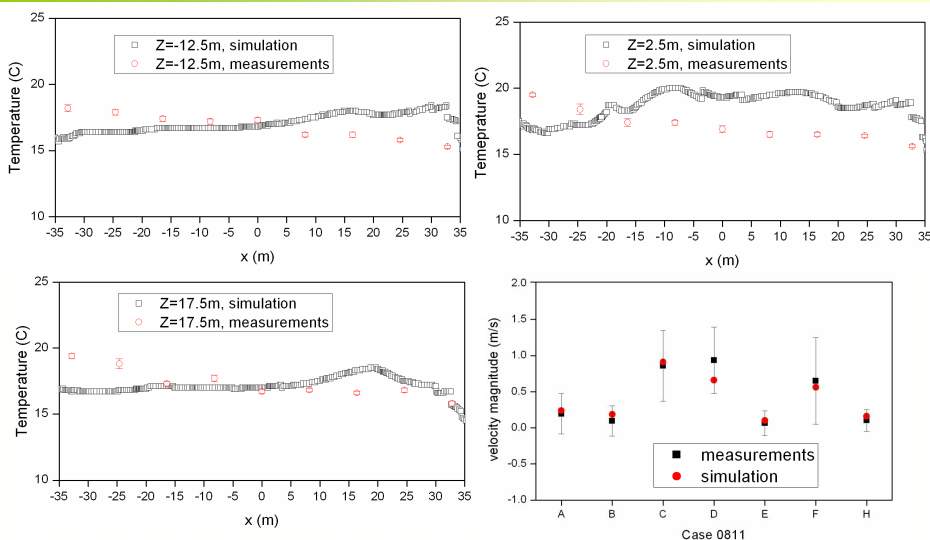 25
20
15
10
Temperature (C)
Z=-12.5m, simulation
Z=-12.5m, measurements
-35 -30 -25 -20 -15 -10 -5 0 5 10 15 20 25 30 35
x (m)
25
20
15
10
Temeprature (C)
Z=2.5m, simulation
Z=2.5m, measurements
-35 -30 -25 -20 -15 -10 -5 0 5 10 15 20 25 30 35
x (m)
25
20
15
10
Temperature (C)
Z=17.5m, simulation
Z=17.5m, measurements
-35 -30 -25 -20 -15 -10 -5 0 5 10 15 20 25 30 35
x (m)
2.0
1.5
1.0
0.5
0.0
-0.5
-1.0
velocity magnitude (m/s)
measurements
simulation
A B C D E F H
Case 0811